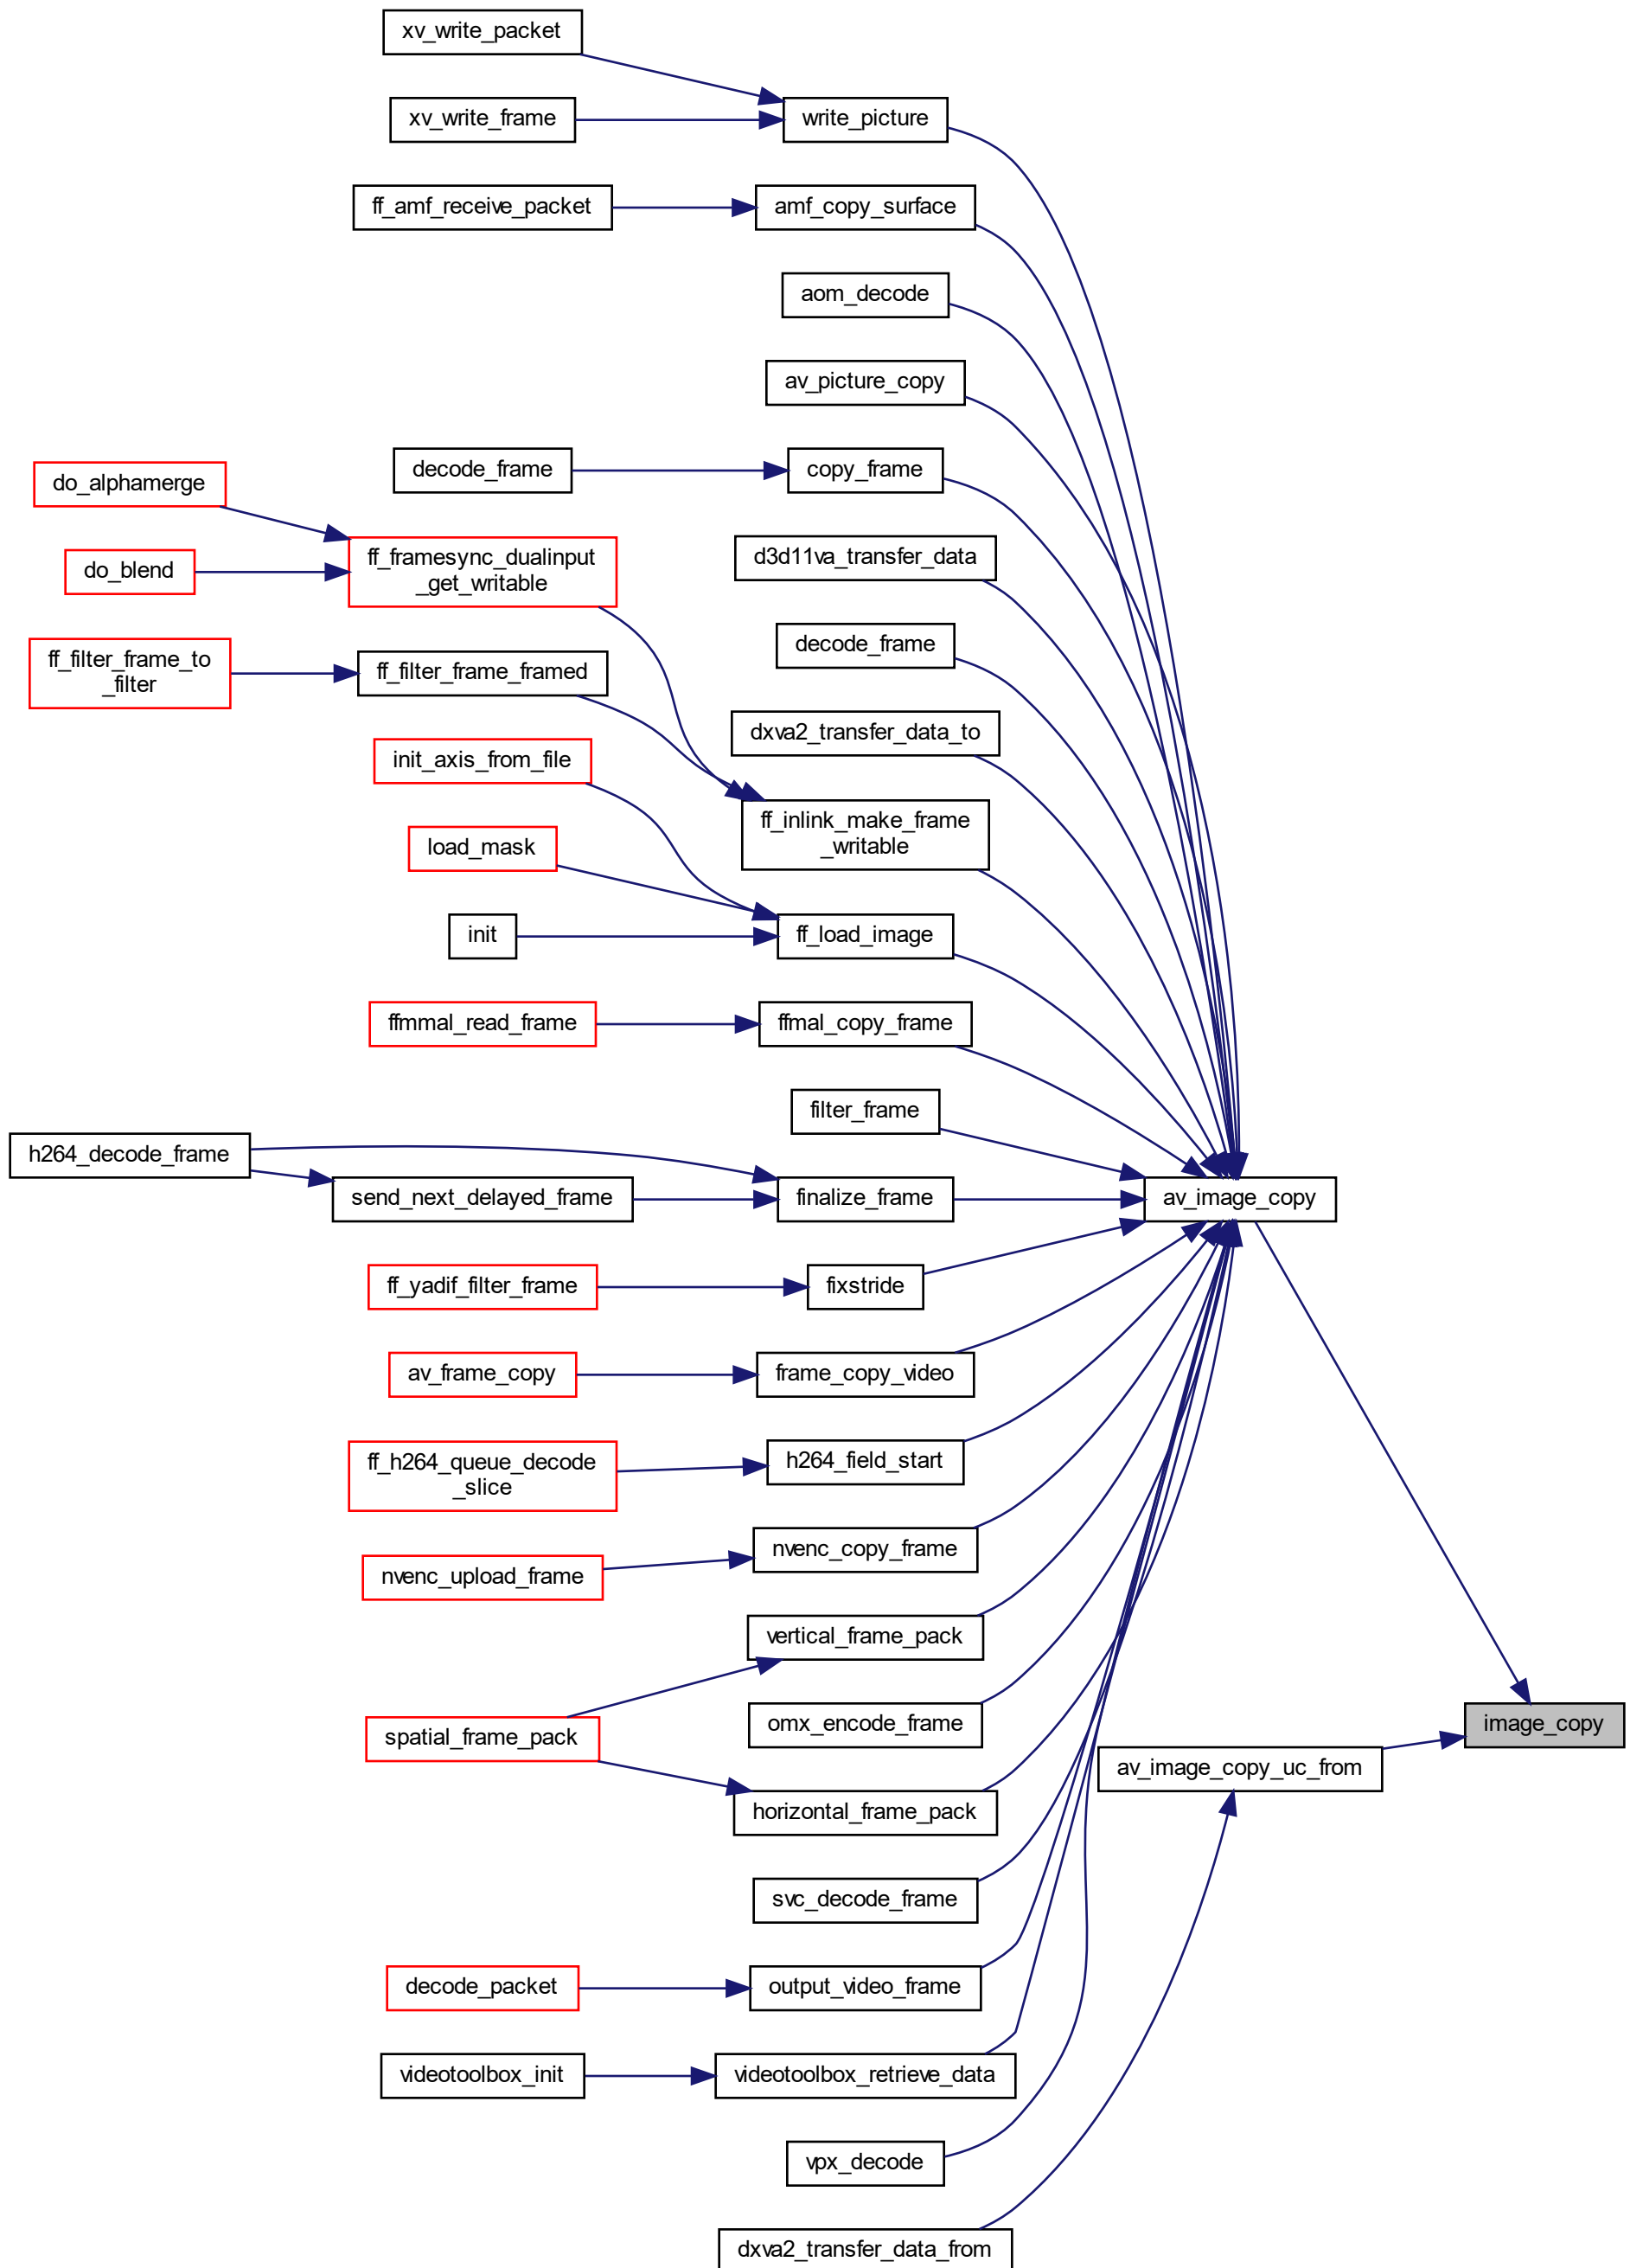 xv_write_packet
xv_write_frame
write_picture
ff_amf_receive_packet
amf_copy_surface
aom_decode
av_picture_copy
decode_frame
copy_frame
do_alphamerge
do_blend
ff_framesync_dualinput
_get_writable
d3d11va_transfer_data
decode_frame
ff_filter_frame_to
_filter
ff_filter_frame_framed
dxva2_transfer_data_to
init_axis_from_file
ff_inlink_make_frame
_writable
load_mask
init
ff_load_image
ffmmal_read_frame
ffmal_copy_frame
filter_frame
h264_decode_frame
send_next_delayed_frame
finalize_frame
av_image_copy
ff_yadif_filter_frame
fixstride
av_frame_copy
frame_copy_video
ff_h264_queue_decode
_slice
h264_field_start
nvenc_upload_frame
nvenc_copy_frame
vertical_frame_pack
spatial_frame_pack
omx_encode_frame
image_copy
av_image_copy_uc_from
horizontal_frame_pack
svc_decode_frame
decode_packet
output_video_frame
videotoolbox_init
videotoolbox_retrieve_data
vpx_decode
dxva2_transfer_data_from